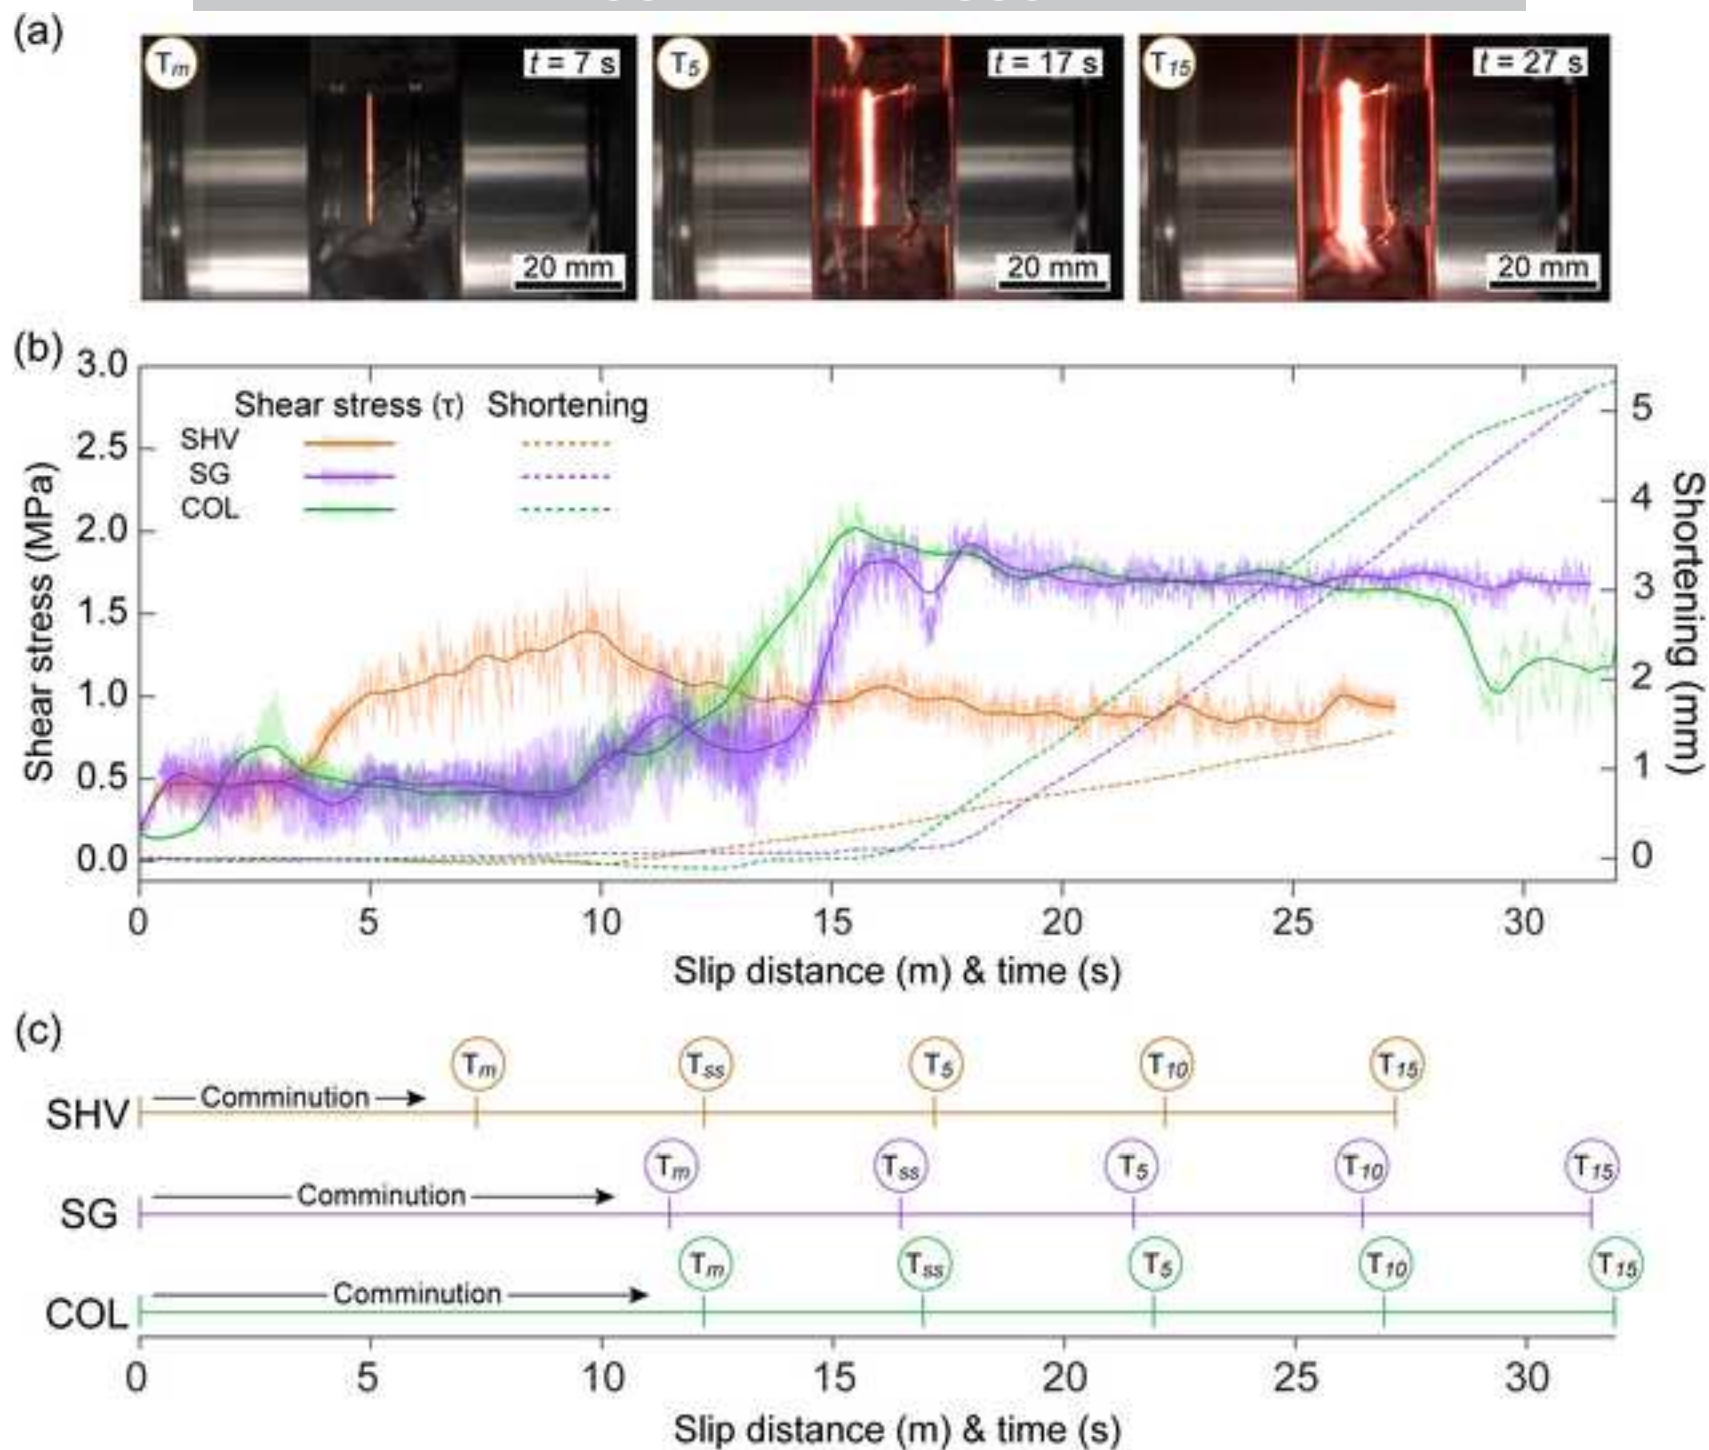 (a)
Tm t = 7 s T5 t = 17 s T15 t = 27 s
20 mm 20 mm 20 mm
(b)
Shear stress (τ) Shortening
SHV
SG
COL
Shear stress (MPa)
3.0
2.5
2.0
1.5
1.0
0.5
0.0
Shortening (mm)
5
4
3
2
1
0
0 5 10 15 20 25 30
Slip distance (m) & time (s)
(c)
Tm Tss T5 T10 T15
Comminution
SHV
Tm Tss T5 T10 T15
Comminution
SG
Tm Tss T5 T10 T15
Comminution
COL
0 5 10 15 20 25 30
Slip distance (m) & time (s)